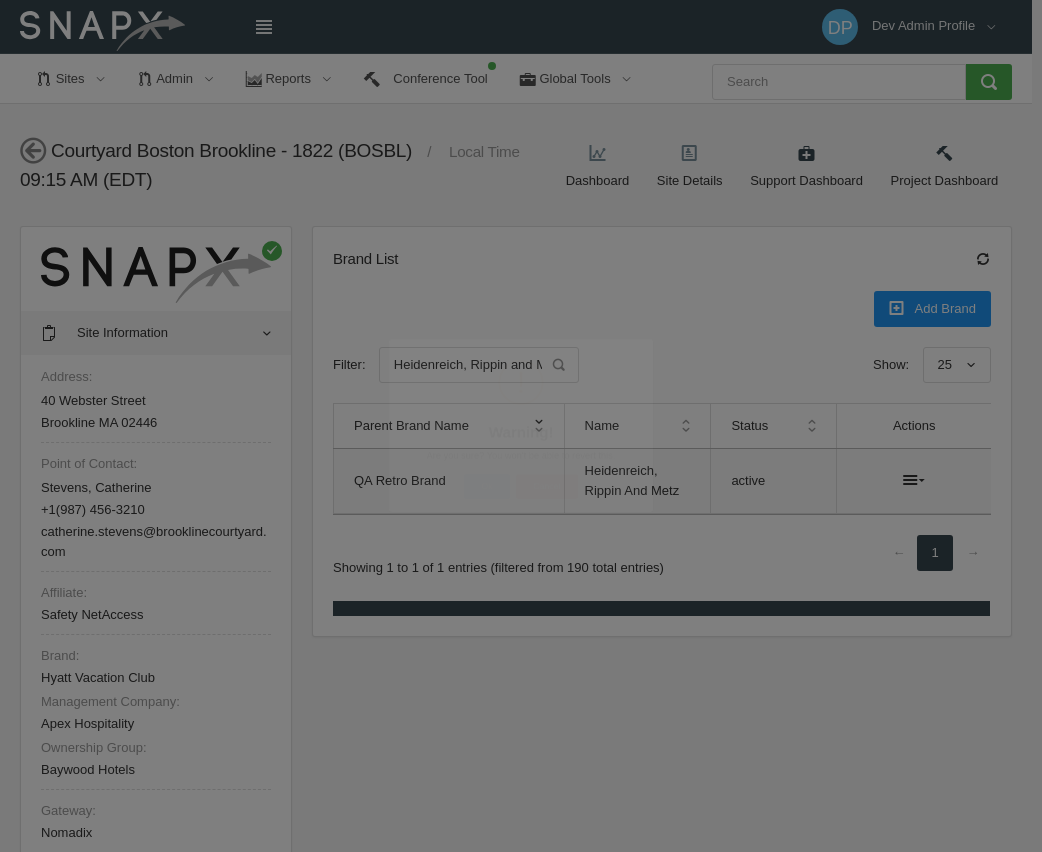 SNAPX
DP
Dev Admin Profile
Sites
Admin
Reports
Conference Tool
Global Tools
Search
Courtyard Boston Brookline - 1822 (BOSBL) / Local Time
09:15 AM (EDT)
Dashboard
Site Details
Support Dashboard
Project Dashboard
SNAPX
Site Information
Address:
40 Webster Street
Brookline MA 02446
Point of Contact:
Stevens, Catherine
+1(987) 456-3210
catherine.stevens@brooklinecourtyard.
com
Affiliate:
Safety NetAccess
Brand:
Hyatt Vacation Club
Management Company:
Apex Hospitality
Ownership Group:
Baywood Hotels
Gateway:
Nomadix
Brand List
Add Brand
Filter:
Heidenreich, Rippin and M
Show:
25
Parent Brand Name
Name
Status
Actions
Warning!
QA Retro Brand
Heidenreich,
Rippin And Metz
active
← 1 →
Showing 1 to 1 of 1 entries (filtered from 190 total entries)